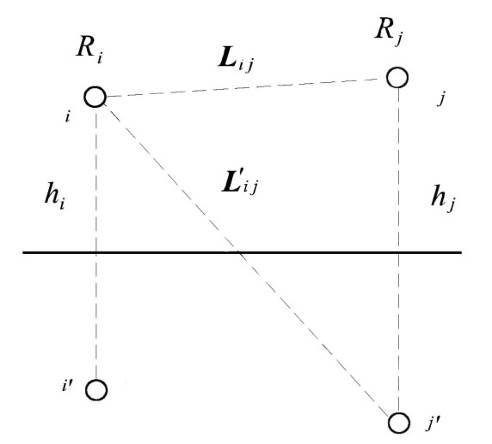 R_i
R_j
L_ij
i
j
h_i
L'_ij
h_j
i'
j'